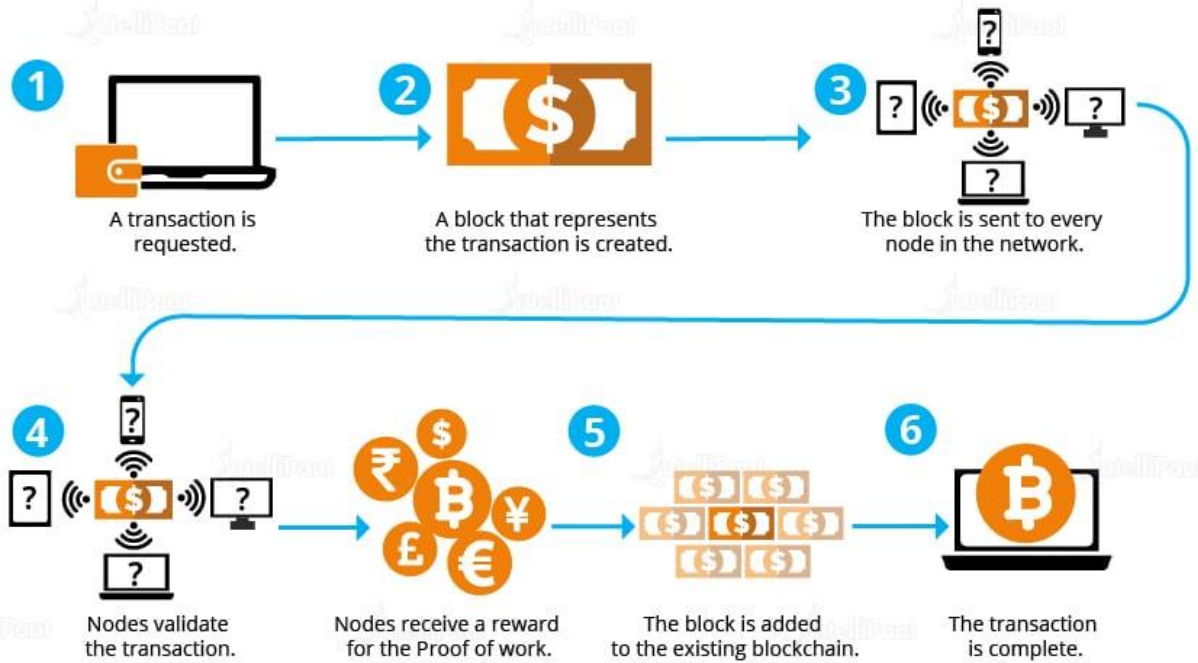 1
A transaction is
requested.
2
$
A block that represents
the transaction is created.
3
?
?
$
?
?
The block is sent to every
node in the network.
4
?
?
$
?
?
Nodes validate
the transaction.
$
₹
₿
¥
£
€
Nodes receive a reward
for the Proof of work.
5
$ $
$ $ $
$ $
The block is added
to the existing blockchain.
6
₿
The transaction
is complete.
IntelliPaat